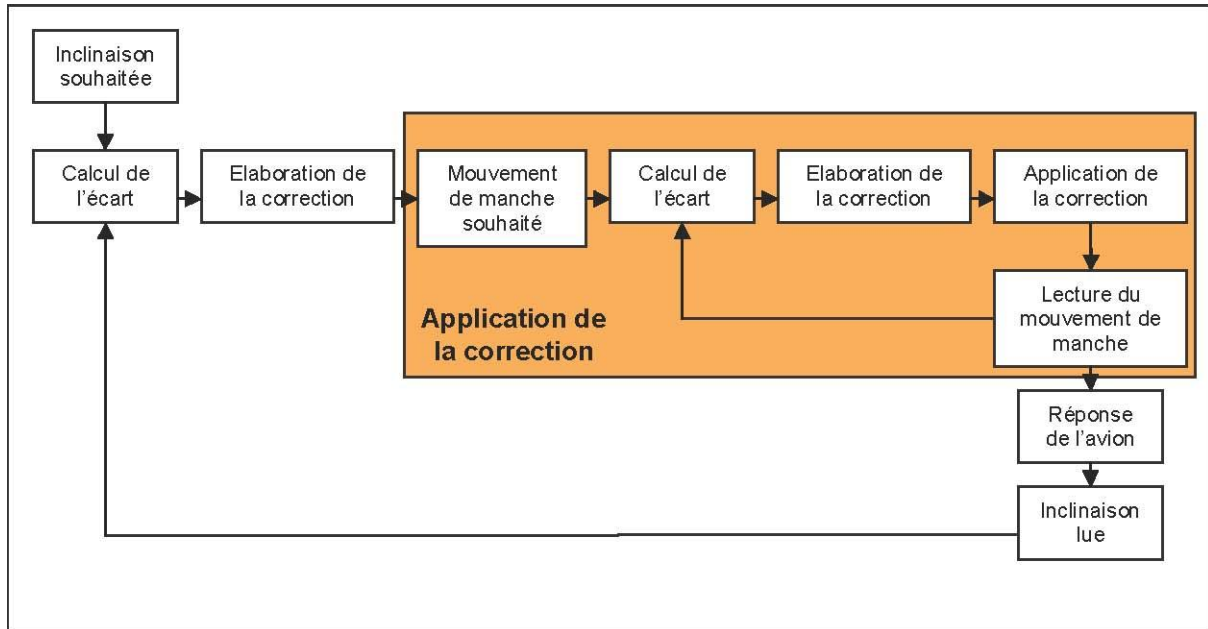 Inclinaison
souhaitée
Calcul de
l'écart
Elaboration de
la correction
Mouvement
de manche
souhaité
Calcul de
l'écart
Elaboration de
la correction
Application de
la correction
Lecture du
mouvement de
manche
Application de
la correction
Réponse
de l'avion
Inclinaison
lue